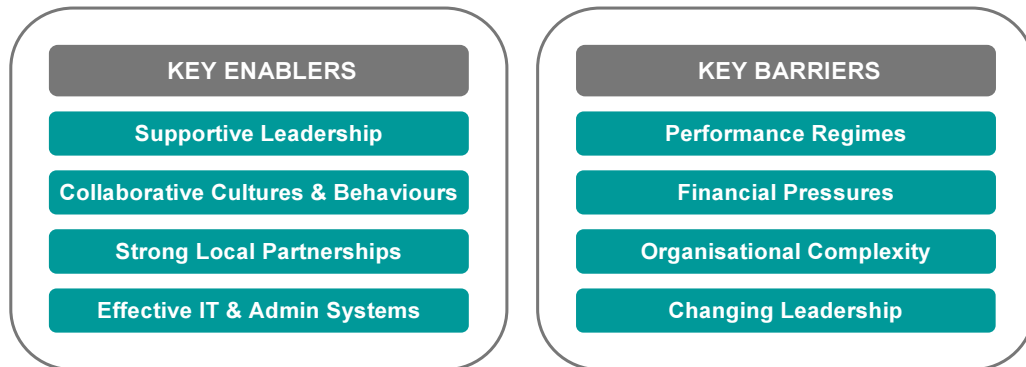 KEY ENABLERS
Supportive Leadership
Collaborative Cultures & Behaviours
Strong Local Partnerships
Effective IT & Admin Systems
KEY BARRIERS
Performance Regimes
Financial Pressures
Organisational Complexity
Changing Leadership